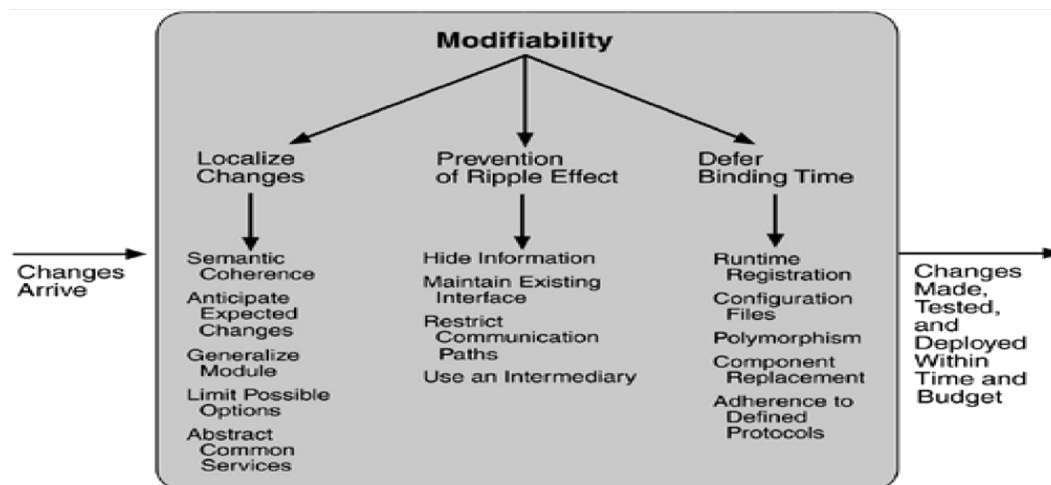 Modifiability
Localize
Changes
Prevention
of Ripple Effect
Defer
Binding Time
Changes
Arrive
Semantic
Coherence
Anticipate
Expected
Changes
Generalize
Module
Limit Possible
Options
Abstract
Common
Services
Hide Information
Maintain Existing
Interface
Restrict
Communication
Paths
Use an Intermediary
Runtime
Registration
Configuration
Files
Polymorphism
Component
Replacement
Adherence to
Defined
Protocols
Changes
Made,
Tested,
and
Deployed
Within
Time and
Budget